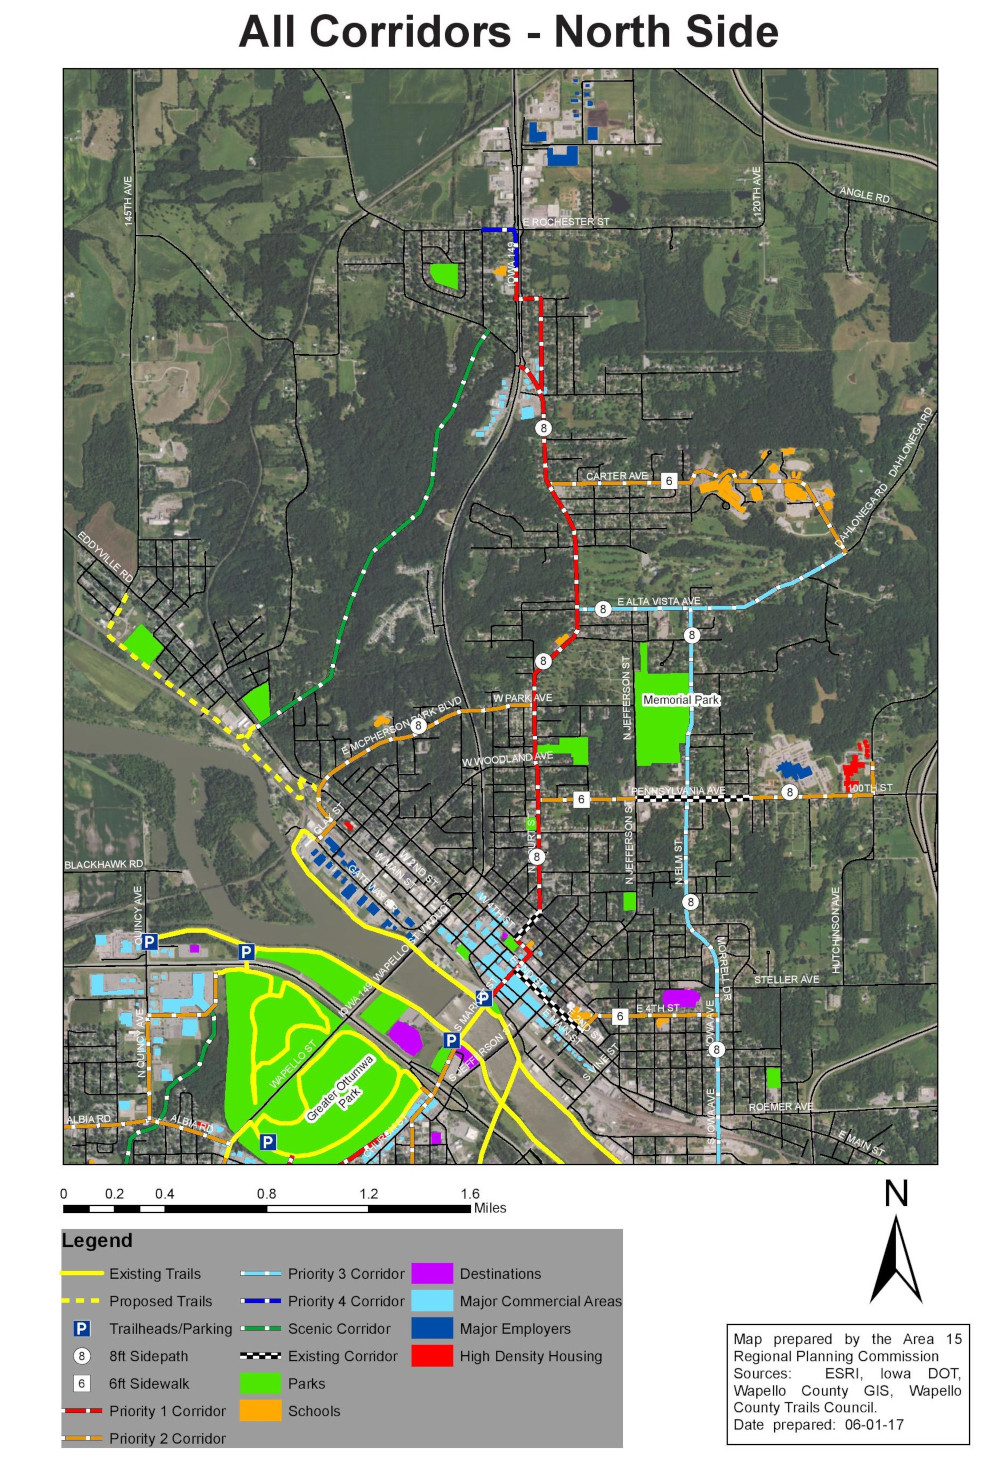 All Corridors - North Side
145TH AVE
120TH AVE
ANGLE RD
E ROCHESTER ST
IOWA 149
8
CARTER AVE
6
DAHLONEGA RD
DAHLONEGA RD
EDDYVILLE RD
8
E ALTA VISTA AVE
8
8
N JEFFERSON ST
Memorial Park
W PARK AVE
E MCPHERSON PARK BLVD
8
W WOODLAND AVE
6
PENNSYLVANIA AVE
8
100TH ST
N JEFFERSON ST
N ELM ST
8
8
BLACKHAWK RD
N QUINCY AVE
HUTCHINSON AVE
MORRELL DR
STELLER AVE
P
P
P
P
P
IOWA 149
WAPELLO ST
S MARKET ST
E 4TH ST
6
IOWA AVE
8
S VINE ST
N QUINCY AVE
WAPELLO ST
Greater Ottumwa
Park
ALBIA RD
ALBIA RD
S IOWA AVE
ROEMER AVE
E MAIN ST
0 0.2 0.4 0.8 1.2 1.6
Miles
N
Legend
Existing Trails
Proposed Trails
P Trailheads/Parking
8 8ft Sidepath
6 6ft Sidewalk
Priority 1 Corridor
Priority 2 Corridor
Priority 3 Corridor
Priority 4 Corridor
Scenic Corridor
Existing Corridor
Parks
Schools
Destinations
Major Commercial Areas
Major Employers
High Density Housing
Map prepared by the Area 15
Regional Planning Commission
Sources: ESRI, Iowa DOT,
Wapello County GIS, Wapello
County Trails Council.
Date prepared: 06-01-17